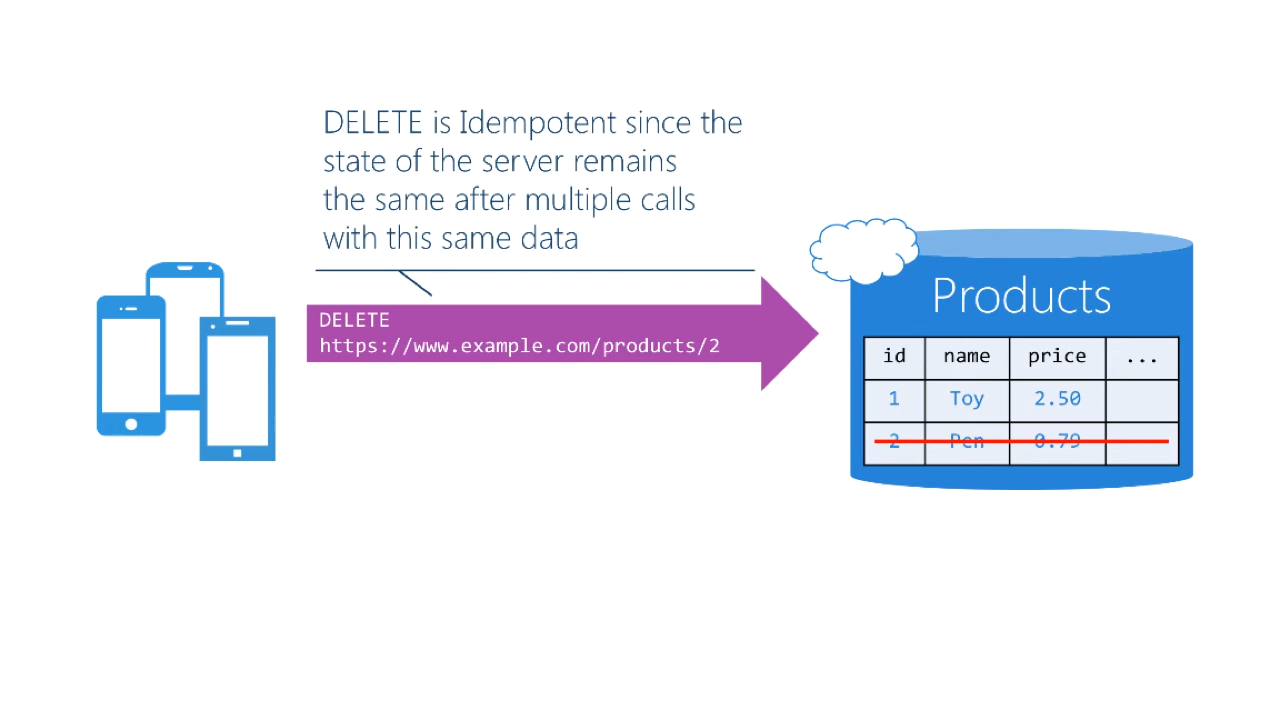 DELETE is Idempotent since the
state of the server remains
the same after multiple calls
with this same data
DELETE
https://www.example.com/products/2
Products
id name price ...
1 Toy 2.50
2 Pen 0.79